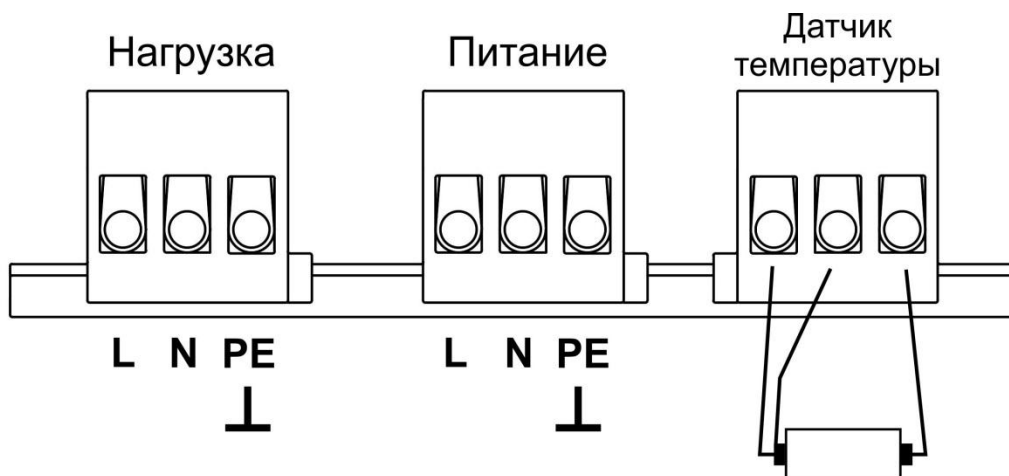 Нагрузка
Питание
Датчик
температуры
L N PE
L N PE